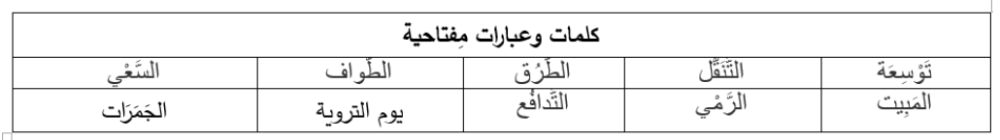 كلمات وعبارات مِفتاحية
تَوْسِعَة التَّنَقُّل الطُّرُق الطَّواف السَّعْي
المَبِيت الرَّمْي التَّدافُع يوم التروية الجَمَرَات